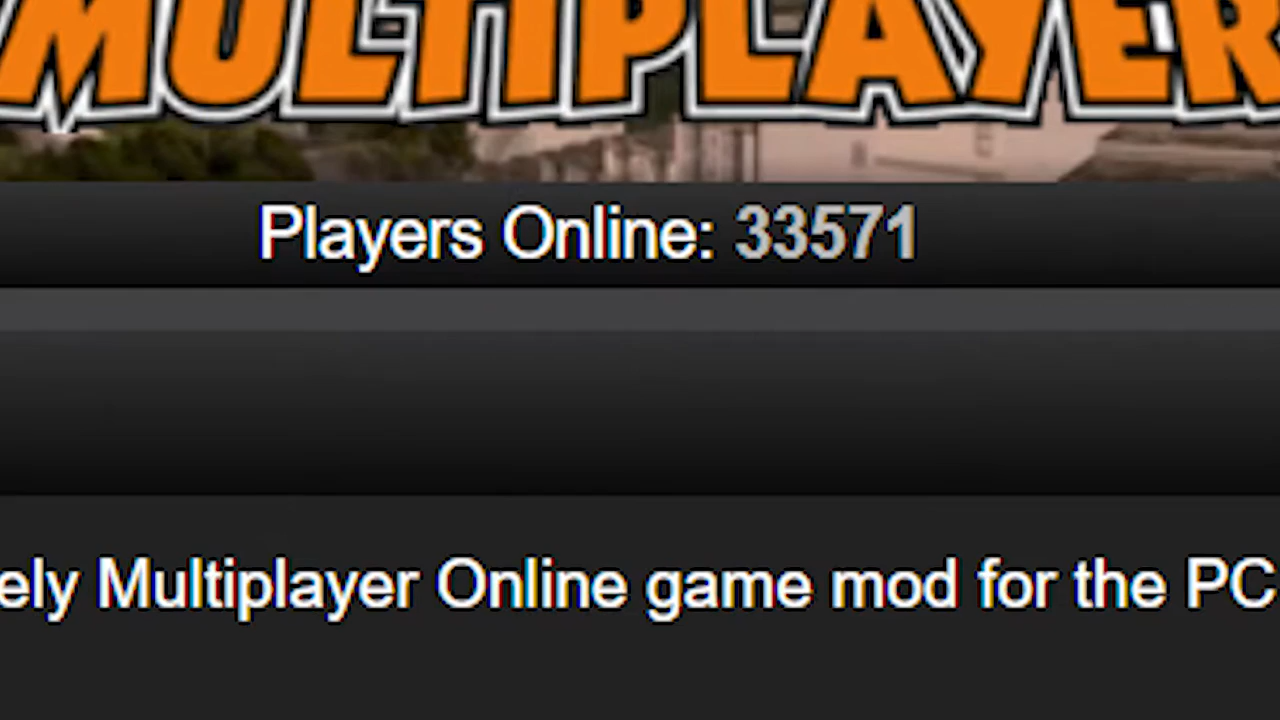 MULTIPLAYER
Players Online: 33571
ely Multiplayer Online game mod for the PC